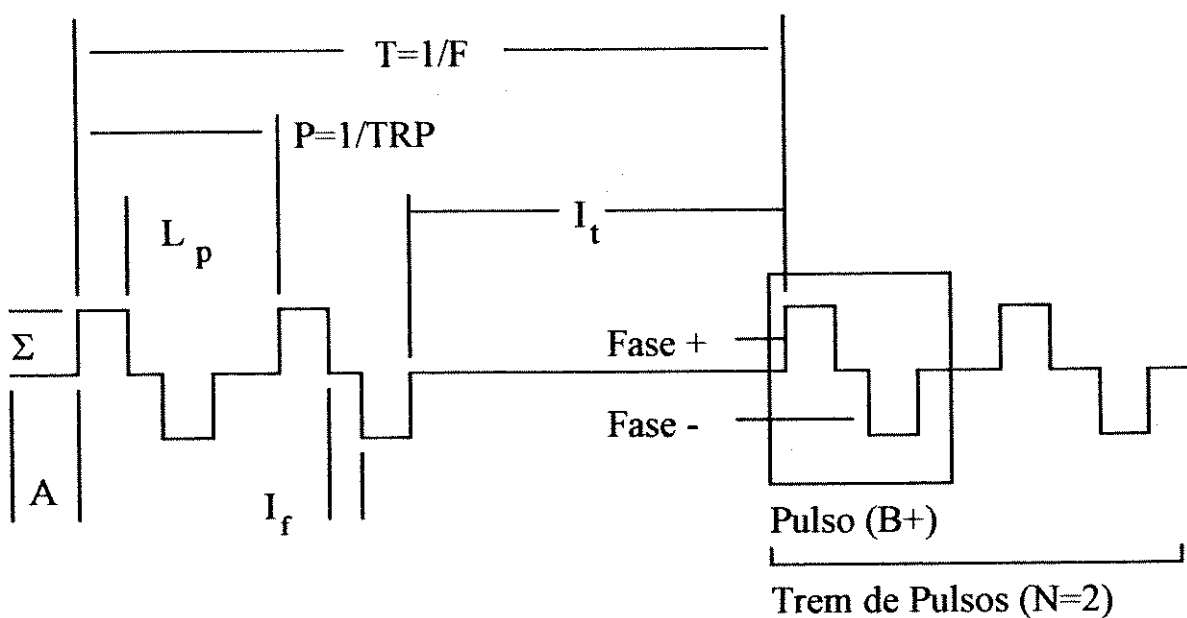 T=1/F
P=1/TRP
L p
I t
Σ
Fase +
Fase -
A
I f
Pulso (B+)
Trem de Pulsos (N=2)